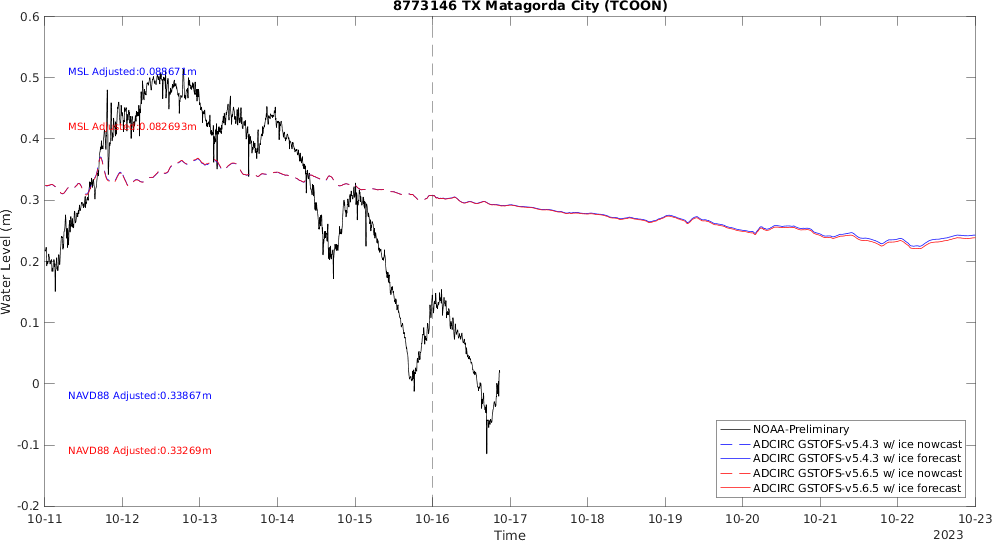 8773146 TX Matagorda City (TCOON)
Water Level (m)
0.6
0.5
0.4
0.3
0.2
0.1
0
-0.1
-0.2
MSL Adjusted:0.088671m
MSL Adjusted:0.082693m
NAVD88 Adjusted:0.33867m
NAVD88 Adjusted:0.33269m
NOAA-Preliminary
ADCIRC GSTOFS-v5.4.3 w/ ice nowcast
ADCIRC GSTOFS-v5.4.3 w/ ice forecast
ADCIRC GSTOFS-v5.6.5 w/ ice nowcast
ADCIRC GSTOFS-v5.6.5 w/ ice forecast
10-11 10-12 10-13 10-14 10-15 10-16 10-17 10-18 10-19 10-20 10-21 10-22 10-23
Time
2023